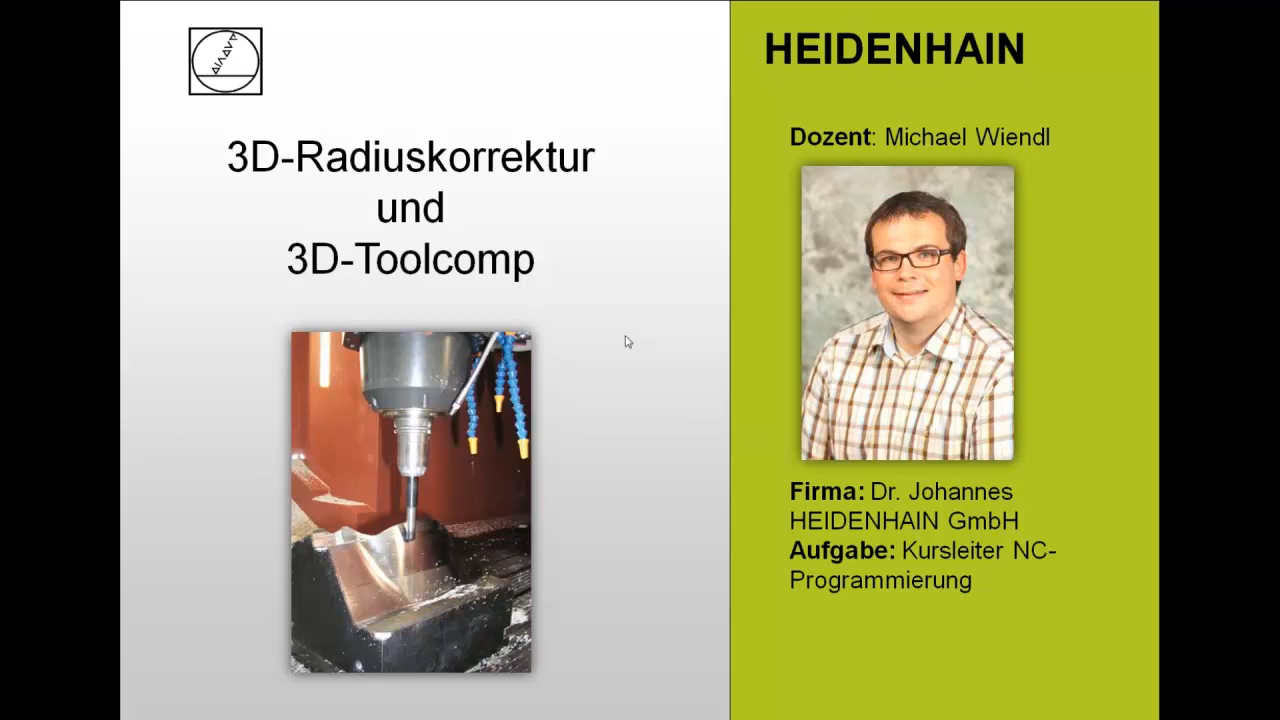 3D-Radiuskorrektur
und
3D-Toolcomp
HEIDENHAIN
Dozent: Michael Wiendl
Firma: Dr. Johannes
HEIDENHAIN GmbH
Aufgabe: Kursleiter NC-
Programmierung